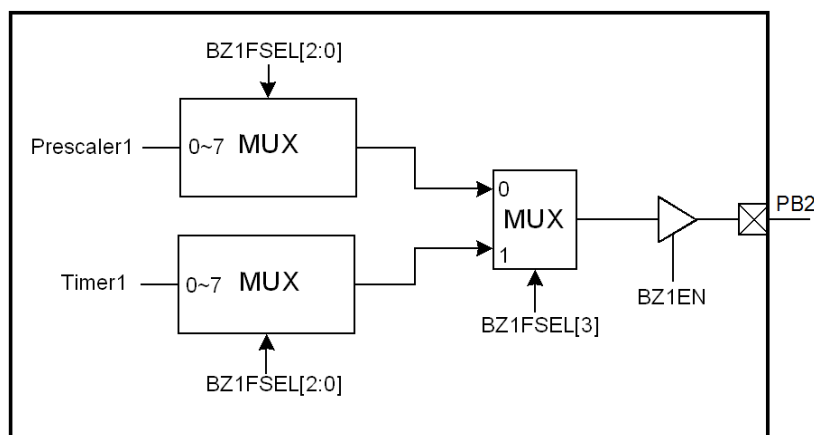 BZ1FSEL[2:0]
Prescaler1
0~7 MUX
0
MUX
1
PB2
Timer1
0~7 MUX
BZ1EN
BZ1FSEL[3]
BZ1FSEL[2:0]